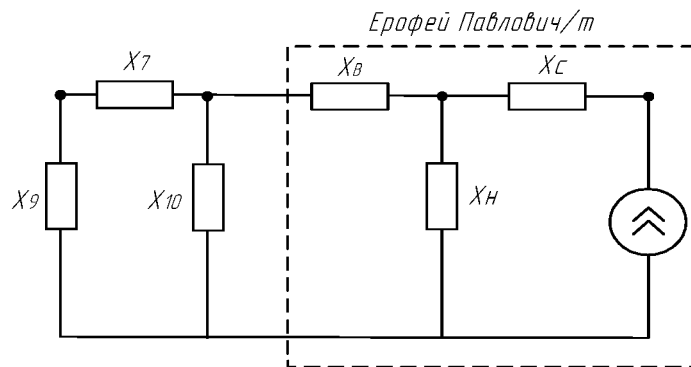 Ерофей Павлович/т
X7
XВ
XС
X9
X10
XН